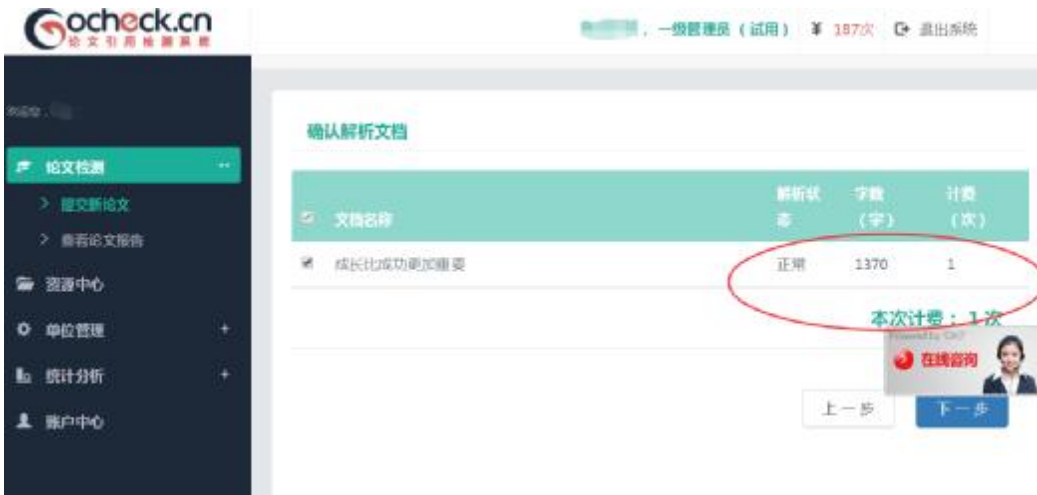 Gocheck.cn
论文引用检测系统
，一级管理员（试用） ¥ 187次 退出系统
确认解析文档
论文检测
提交新论文
查看论文报告
资源中心
单位管理 +
统计分析 +
账户中心
文档名称 解析状态 字数（字） 计费（次）
成长比成功更加重要 正常 1370 1
本次计费：1次
在线咨询
上一步 下一步